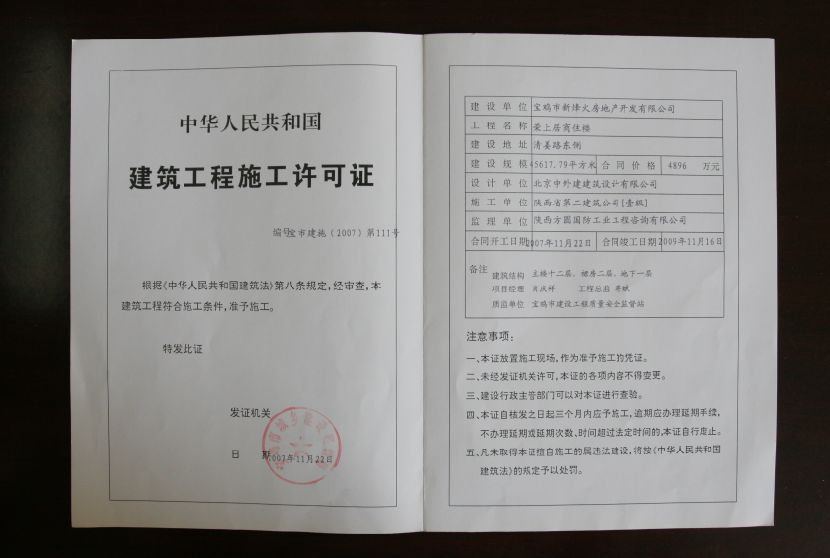 中华人民共和国
建筑工程施工许可证
编号宝市建施(2007)第111号
根据《中华人民共和国建筑法》第八条规定,经审查,本
建筑工程符合施工条件,准予施工。
特发此证
发证机关
日 期2007年11月22日
建设单位 宝鸡市新烽火房地产开发有限公司
工程名称 荣上居商住楼
建设地址 清姜路东侧
建设规模 45617.79平方米 合同价格 4896 万元
设计单位 北京中外建建筑设计有限公司
施工单位 陕西省第二建筑公司[壹级]
监理单位 陕西方圆国防工业工程咨询有限公司
合同开工日期 2007年11月22日 合同竣工日期 2009年11月16日
备注 建筑结构 主楼十二层、裙房二层、地下一层
项目经理 肖庆祥 工程总监
质监单位 宝鸡市建设工程质量安全监督站
注意事项:
一、本证放置施工现场,作为准予施工的凭证。
二、未经发证机关许可,本证的各项内容不得变更。
三、建设行政主管部门可以对本证进行查验。
四、本证自核发之日起三个月内应予施工,逾期应办理延期手续,
不办理延期或延期次数、时间超过法定时间的,本证自行废止。
五、凡未取得本证擅自施工的属违法建设,将按《中华人民共和国
建筑法》的规定予以处罚。